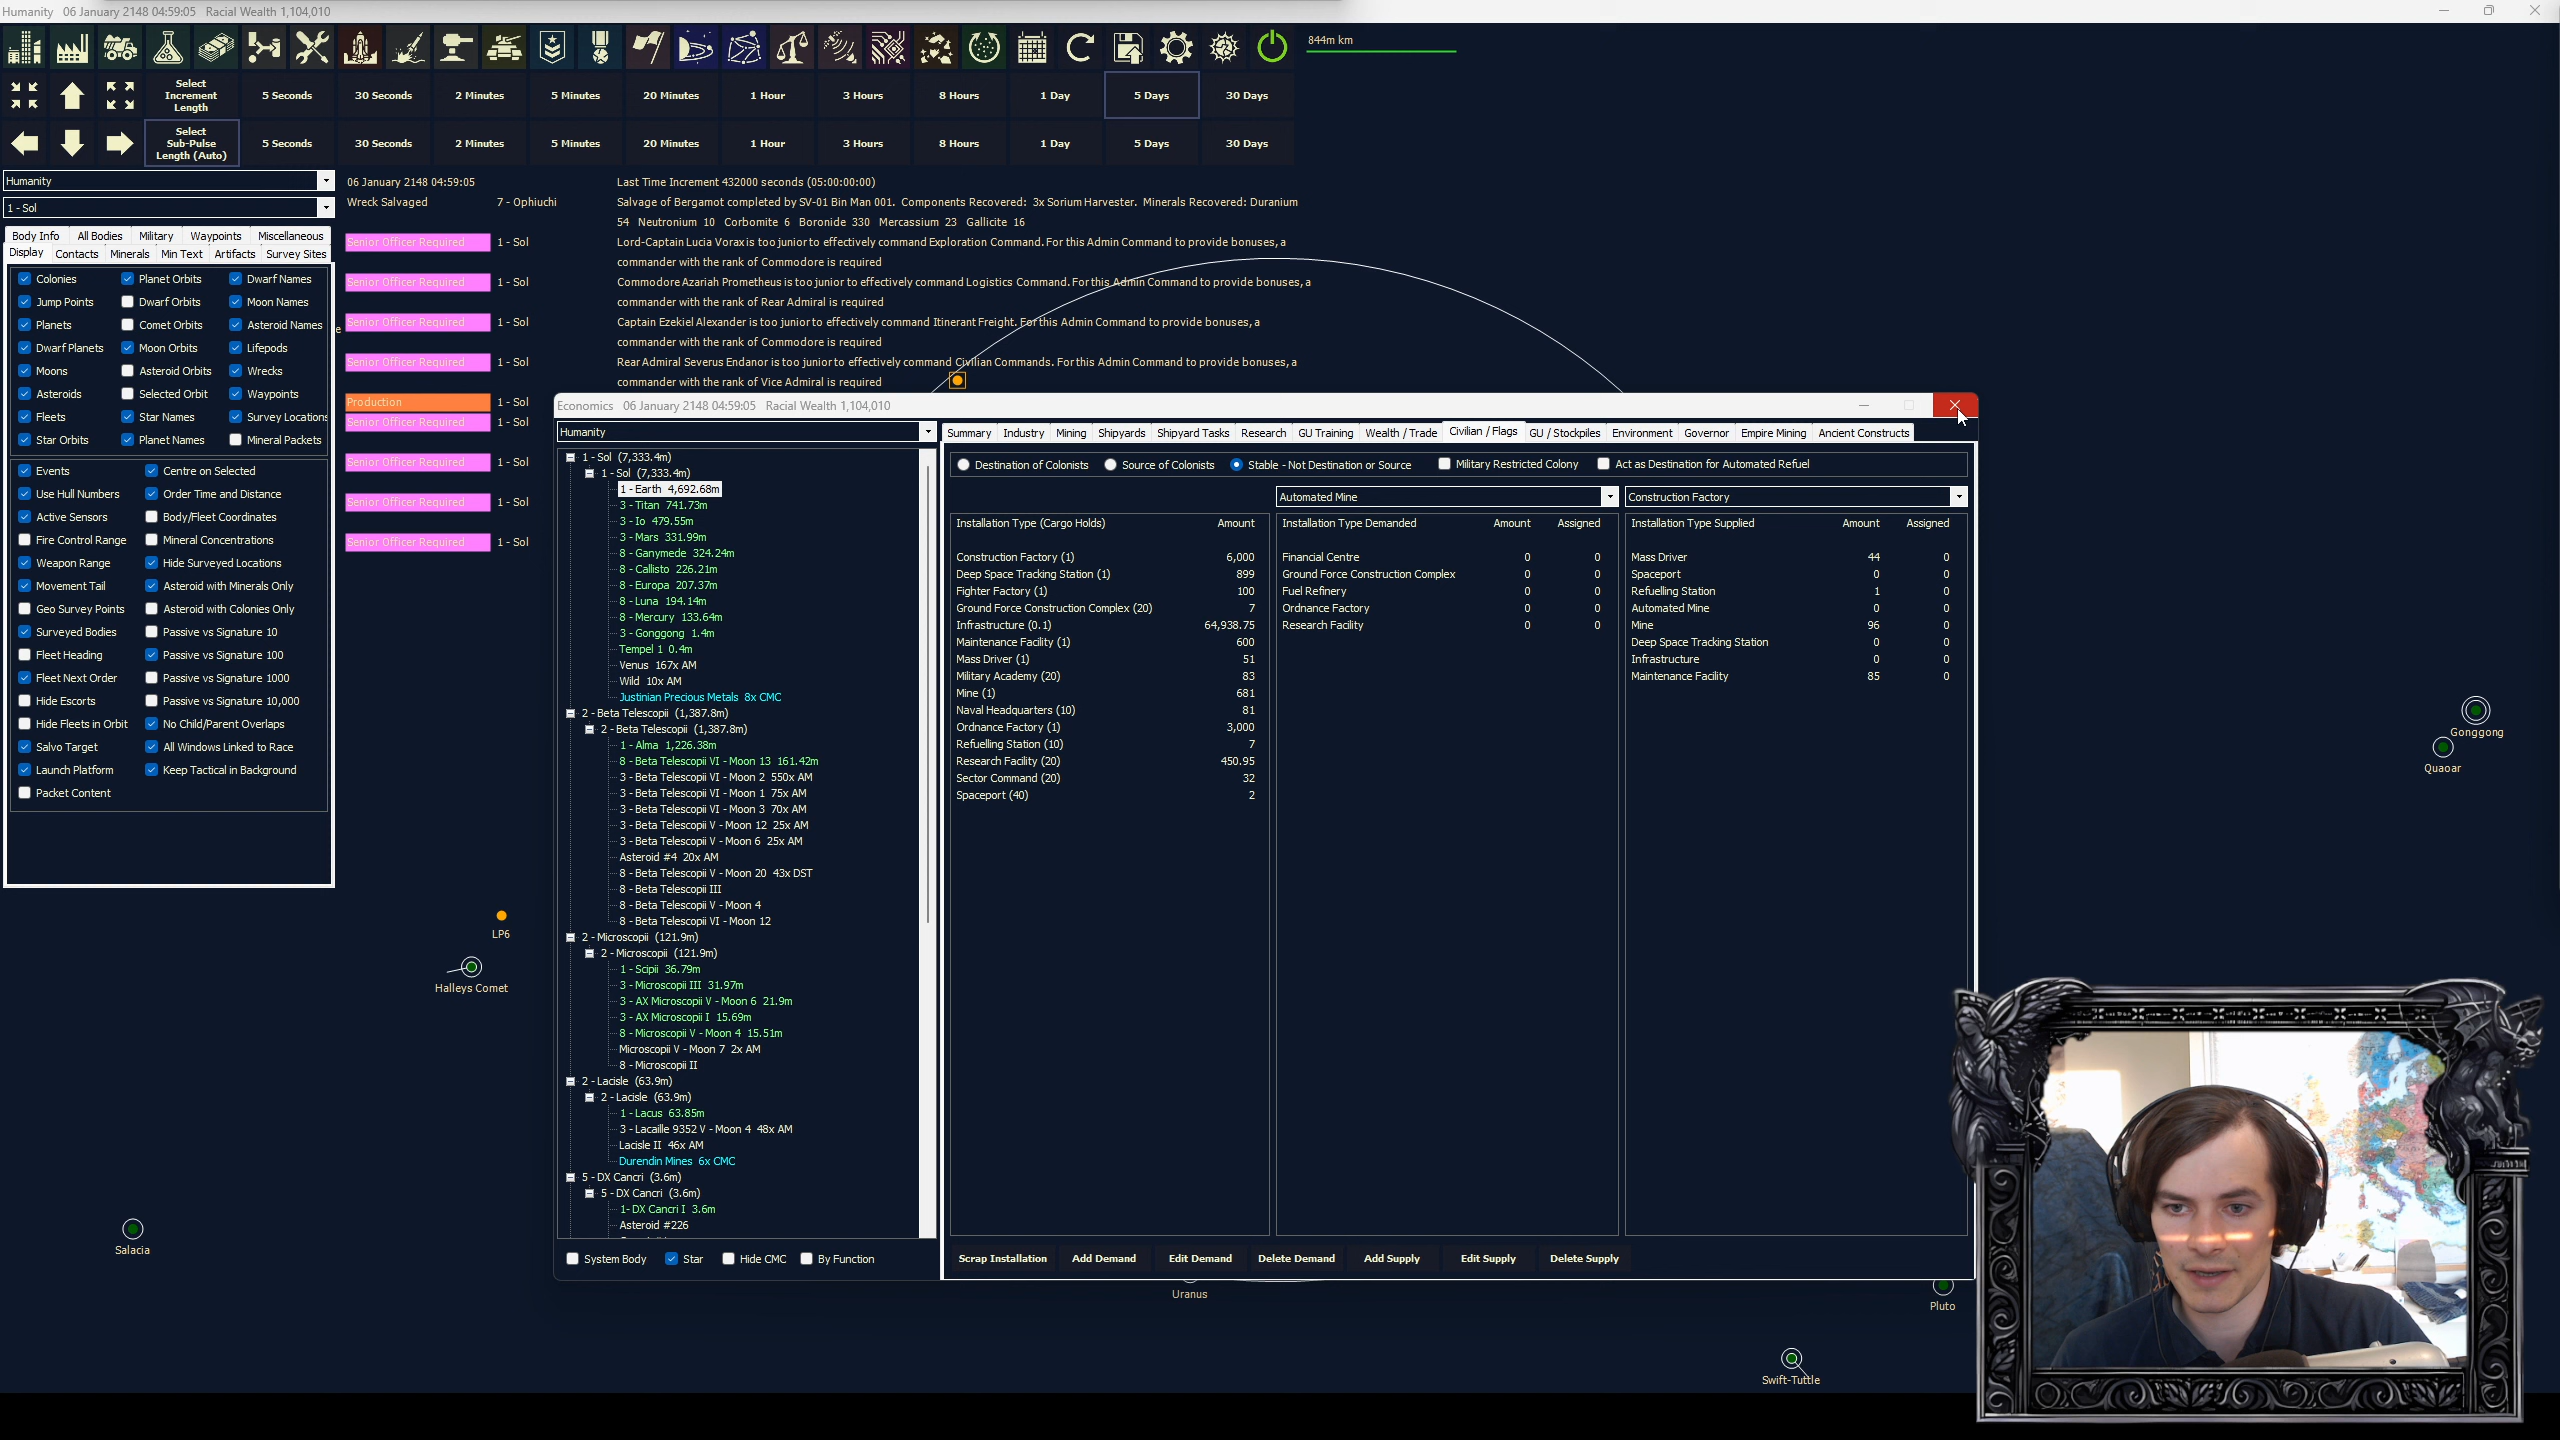 Humanity 06 January 2148 04:59:05 Racial Wealth 1,104,010
844m km
Select Increment Length 5 Seconds 30 Seconds 2 Minutes 5 Minutes 20 Minutes 1 Hour 3 Hours 8 Hours 1 Day 5 Days 30 Days
Select Sub-Pulse Length (Auto) 5 Seconds 30 Seconds 2 Minutes 5 Minutes 20 Minutes 1 Hour 3 Hours 8 Hours 1 Day 5 Days 30 Days
Humanity
1 - Sol
Body Info All Bodies Military Waypoints Miscellaneous
Display Contacts Minerals Min Text Artifacts Survey Sites
Colonies Planet Orbits Dwarf Names
Jump Points Dwarf Orbits Moon Names
Planets Comet Orbits Asteroid Names
Dwarf Planets Moon Orbits Lifepods
Moons Asteroid Orbits Wrecks
Asteroids Selected Orbit Waypoints
Fleets Star Names Survey Locations
Star Orbits Planet Names Mineral Packets
Events Centre on Selected
Use Hull Numbers Order Time and Distance
Active Sensors Body/Fleet Coordinates
Fire Control Range Mineral Concentrations
Weapon Range Hide Surveyed Locations
Movement Tail Asteroid with Minerals Only
Geo Survey Points Asteroid with Colonies Only
Surveyed Bodies Passive vs Signature 10
Fleet Heading Passive vs Signature 100
Fleet Next Order Passive vs Signature 1000
Hide Escorts Passive vs Signature 10,000
Hide Fleets in Orbit No Child/Parent Overlaps
Salvo Target All Windows Linked to Race
Launch Platform Keep Tactical in Background
Packet Content
06 January 2148 04:59:05 Last Time Increment 432000 seconds (05:00:00:00)
Wreck Salvaged 7 - Ophiuchi Salvage of Bergamot completed by SV-01 Bin Man 001. Components Recovered: 3x Sorium Harvester. Minerals Recovered: Duranium
54 Neutronium 10 Corbomite 6 Boronide 330 Mercassium 23 Gallicite 16
Senior Officer Required 1 - Sol Lord-Captain Lucia Vorax is too junior to effectively command Exploration Command. For this Admin Command to provide bonuses, a
commander with the rank of Commodore is required
Senior Officer Required 1 - Sol Commodore Azariah Prometheus is too junior to effectively command Logistics Command. For this Admin Command to provide bonuses, a
commander with the rank of Rear Admiral is required
Senior Officer Required 1 - Sol Captain Ezekiel Alexander is too junior to effectively command Itinerant Freight. For this Admin Command to provide bonuses, a
commander with the rank of Commodore is required
Senior Officer Required 1 - Sol Rear Admiral Severus Endanor is too junior to effectively command Civilian Commands. For this Admin Command to provide bonuses, a
commander with the rank of Vice Admiral is required
Production 1 - Sol
Senior Officer Required 1 - Sol
Senior Officer Required 1 - Sol
Senior Officer Required 1 - Sol
Senior Officer Required 1 - Sol
Economics 06 January 2148 04:59:05 Racial Wealth 1,104,010
Humanity
1 - Sol (7,333.4m)
1 - Sol (7,333.4m)
1 - Earth 4,692.68m
3 - Titan 741.73m
3 - Io 479.55m
3 - Mars 331.99m
8 - Ganymede 324.24m
8 - Callisto 226.21m
8 - Europa 207.37m
8 - Luna 194.14m
8 - Mercury 133.64m
3 - Gonggong 1.4m
Tempel 1 0.4m
Venus 167x AM
Wild 10x AM
Justinian Precious Metals 8x CMC
2 - Beta Telescopii (1,387.8m)
2 - Beta Telescopii (1,387.8m)
1 - Alma 1,226.38m
8 - Beta Telescopii VI - Moon 13 161.42m
3 - Beta Telescopii VI - Moon 2 550x AM
3 - Beta Telescopii VI - Moon 1 75x AM
3 - Beta Telescopii VI - Moon 3 70x AM
3 - Beta Telescopii V - Moon 12 25x AM
3 - Beta Telescopii V - Moon 6 25x AM
Asteroid #4 20x AM
8 - Beta Telescopii V - Moon 20 43x DST
8 - Beta Telescopii III
8 - Beta Telescopii V - Moon 4
8 - Beta Telescopii VI - Moon 12
2 - Microscopii (121.9m)
2 - Microscopii (121.9m)
1 - Scipii 36.79m
3 - Microscopii III 31.97m
3 - AX Microscopii V - Moon 6 21.9m
3 - AX Microscopii I 15.69m
8 - Microscopii V - Moon 4 15.51m
Microscopii V - Moon 7 2x AM
8 - Microscopii II
2 - Lacisle (63.9m)
2 - Lacisle (63.9m)
1 - Lacus 63.85m
3 - Lacaille 9352 V - Moon 4 48x AM
Lacisle II 46x AM
Durendin Mines 6x CMC
5 - DX Cancri (3.6m)
5 - DX Cancri (3.6m)
1- DX Cancri I 3.6m
Asteroid #226
System Body Star Hide CMC By Function
Summary Industry Mining Shipyards Shipyard Tasks Research GU Training Wealth / Trade Civilian / Flags GU / Stockpiles Environment Governor Empire Mining Ancient Constructs
Destination of Colonists Source of Colonists Stable - Not Destination or Source Military Restricted Colony Act as Destination for Automated Refuel
Automated Mine Construction Factory
Installation Type (Cargo Holds) Amount
Construction Factory (1) 6,000
Deep Space Tracking Station (1) 899
Fighter Factory (1) 100
Ground Force Construction Complex (20) 7
Infrastructure (0.1) 64,938.75
Maintenance Facility (1) 600
Mass Driver (1) 51
Military Academy (20) 83
Mine (1) 681
Naval Headquarters (10) 81
Ordnance Factory (1) 3,000
Refuelling Station (10) 7
Research Facility (20) 450.95
Sector Command (20) 32
Spaceport (40) 2
Installation Type Demanded Amount Assigned
Financial Centre 0 0
Ground Force Construction Complex 0 0
Fuel Refinery 0 0
Ordnance Factory 0 0
Research Facility 0 0
Installation Type Supplied Amount Assigned
Mass Driver 44 0
Spaceport 0 0
Refuelling Station 1 0
Automated Mine 0 0
Mine 96 0
Deep Space Tracking Station 0 0
Infrastructure 0 0
Maintenance Facility 85 0
Scrap Installation Add Demand Edit Demand Delete Demand Add Supply Edit Supply Delete Supply
Gonggong
Quaoar
LP6
Halleys Comet
Salacia
Uranus
Pluto
Swift-Tuttle